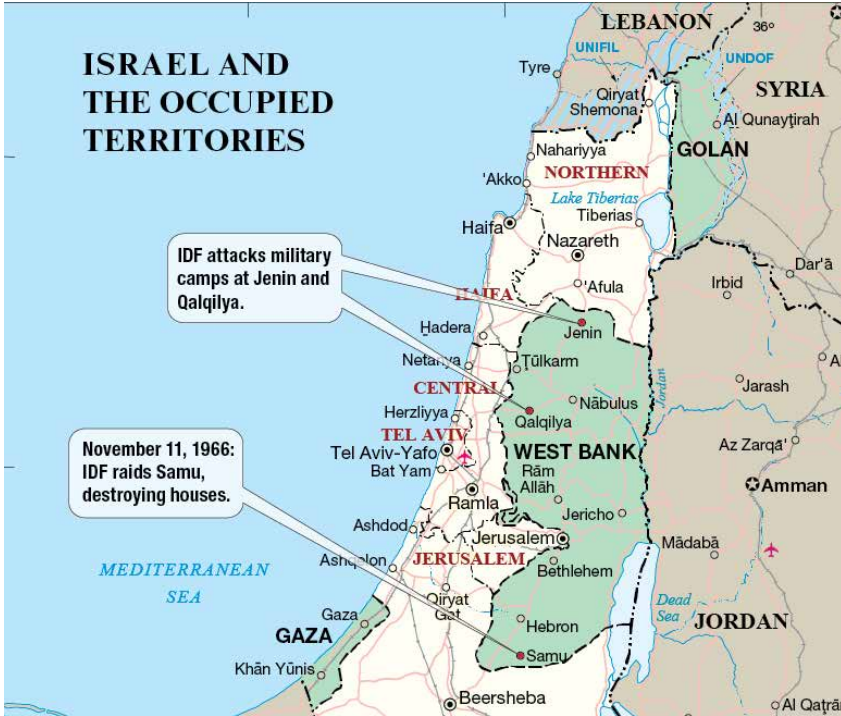 ISRAEL AND
THE OCCUPIED
TERRITORIES
LEBANON
36°
UNIFIL
UNDOF
Tyre
SYRIA
Qiryat
Shemona
Al Qunayţirah
GOLAN
Nahariyya
NORTHERN
'Akko
Lake Tiberias
Tiberias
Haifa
Nazareth
IDF attacks military
camps at Jenin and
Qalqilya.
Dar'ā
Irbid
'Afula
HAIFA
Jenin
H̱adera
Netanya
Ţūlkarm
CENTRAL
Jarash
Nābulus
Jordan
Herzliyya
Qalqilya
TEL AVIV
November 11, 1966:
IDF raids Samu,
destroying houses.
Tel Aviv-Yafo
WEST BANK
Az Zarqā'
Bat Yam
Rām
Allāh
Amman
Ramla
Jericho
Ashdod
Jerusalem
Mādabā
JERUSALEM
Ashqelon
Bethlehem
MEDITERRANEAN
SEA
Qiryat
Gat
Dead
Sea
Gaza
Hebron
JORDAN
GAZA
Samu
Khān Yūnis
Beersheba
Al Qaţrān